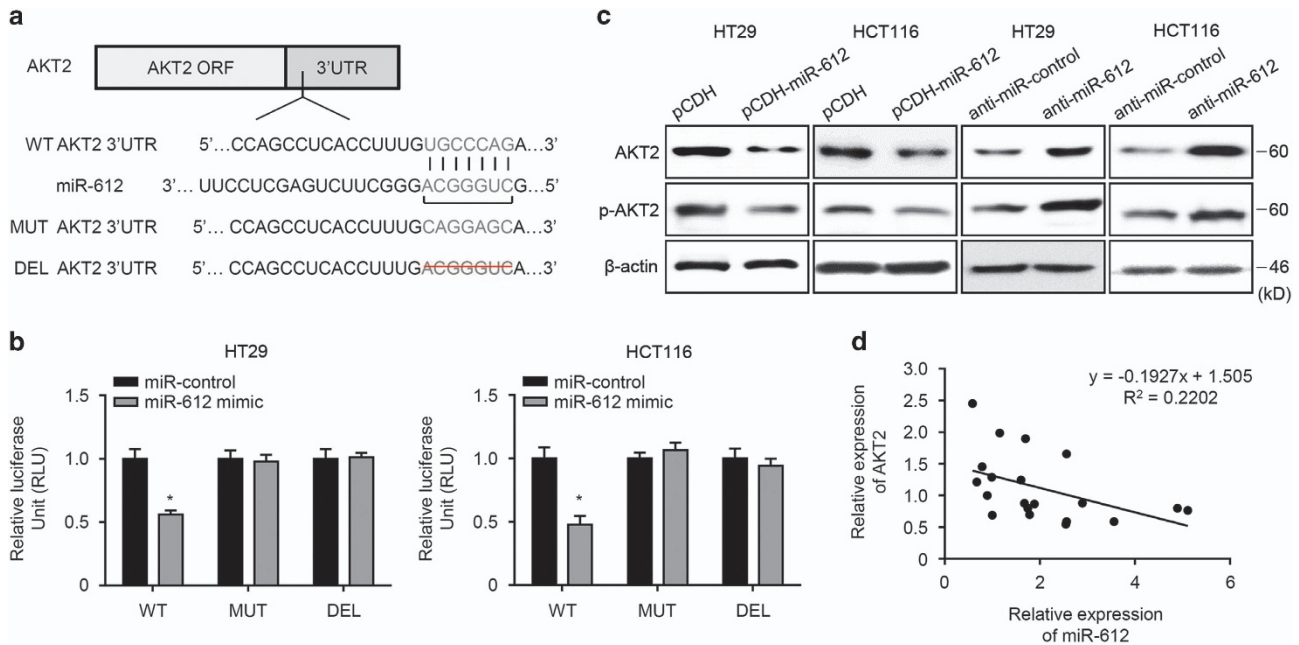 a
AKT2 AKT2 ORF 3'UTR
WT AKT2 3'UTR 5'...CCAGCCUCACCUUUGUGCCCAGA...3'
miR-612 3'... UUCCUCGAGUCUUCGGGACGGGUCG...5'
MUT AKT2 3'UTR 5'...CCAGCCUCACCUUUGCAGGAGCA...3'
DEL AKT2 3'UTR 5'... CCAGCCUCACCUUUGACGGGUCA...3'
b
HT29
miR-control
miR-612 mimic
Relative luciferase
Unit (RLU)
1.5
1.0
0.5
0
*
WT MUT DEL
HCT116
miR-control
miR-612 mimic
Relative luciferase
Unit (RLU)
1.5
1.0
0.5
0
*
WT MUT DEL
c
HT29 HCT116 HT29 HCT116
pCDH pCDH-miR-612 pCDH pCDH-miR-612 anti-miR-control anti-miR-612 anti-miR-control anti-miR-612
AKT2 –60
p-AKT2 –60
β-actin –46
(kD)
d
y = -0.1927x + 1.505
R² = 0.2202
Relative expression
of AKT2
3.0
2.5
2.0
1.5
1.0
0.5
0
0 2 4 6
Relative expression
of miR-612